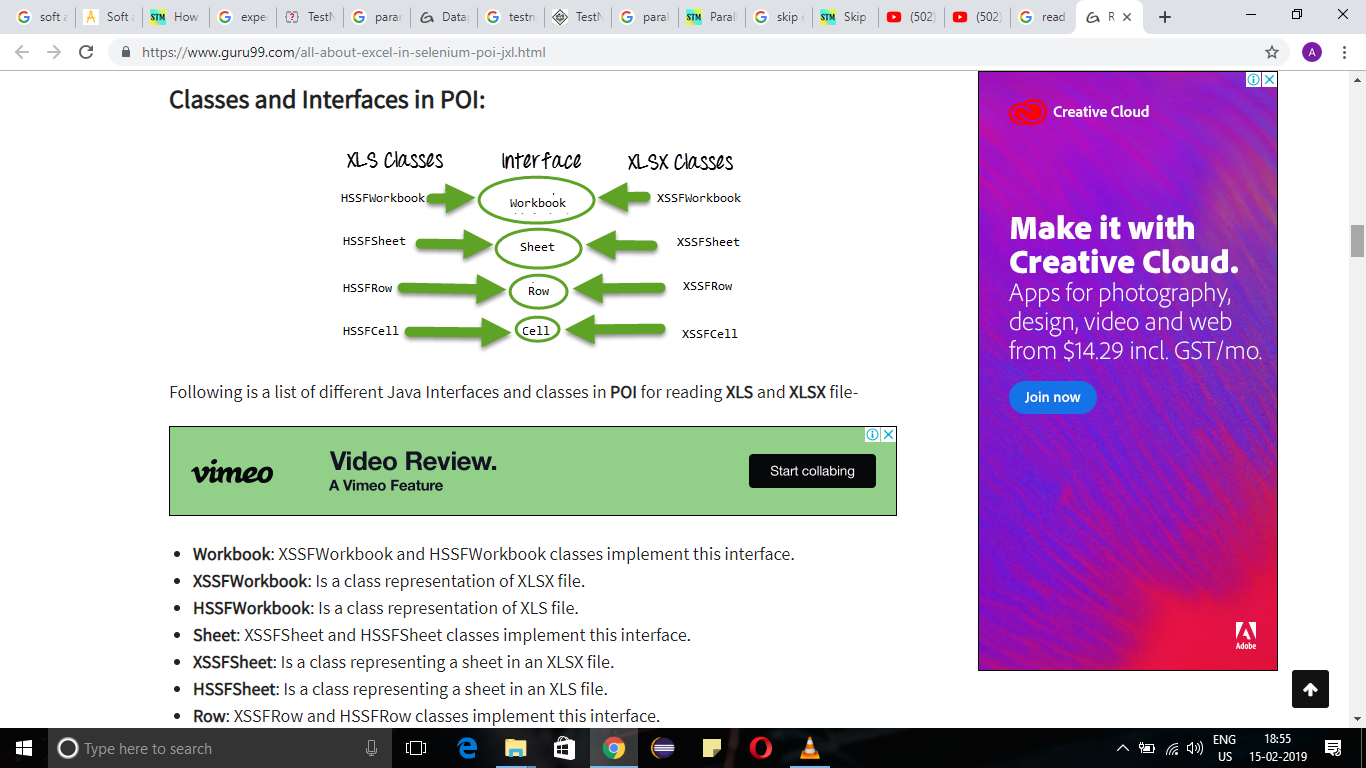 soft a
Soft a
How
exper
TestN
param
Datap
testn
TestN
paral
Parall
skip e
Skip
(502)
(502)
read
R
https://www.guru99.com/all-about-excel-in-selenium-poi-jxl.html
A
Classes and Interfaces in POI:
XLS Classes Interface XLSX Classes
HSSFWorkbook Workbook XSSFWorkbook
HSSFSheet Sheet XSSFSheet
HSSFRow Row XSSFRow
HSSFCell Cell XSSFCell
Following is a list of different Java Interfaces and classes in POI for reading XLS and XLSX file-
vimeo
Video Review.
A Vimeo Feature
Start collabing
• Workbook: XSSFWorkbook and HSSFWorkbook classes implement this interface.
• XSSFWorkbook: Is a class representation of XLSX file.
• HSSFWorkbook: Is a class representation of XLS file.
• Sheet: XSSFSheet and HSSFSheet classes implement this interface.
• XSSFSheet: Is a class representing a sheet in an XLSX file.
• HSSFSheet: Is a class representing a sheet in an XLS file.
• Row: XSSFRow and HSSFRow classes implement this interface.
Creative Cloud
Make it with
Creative Cloud.
Apps for photography,
design, video and web
from $14.29 incl. GST/mo.
Join now
Adobe
Type here to search
ENG
US
18:55
15-02-2019